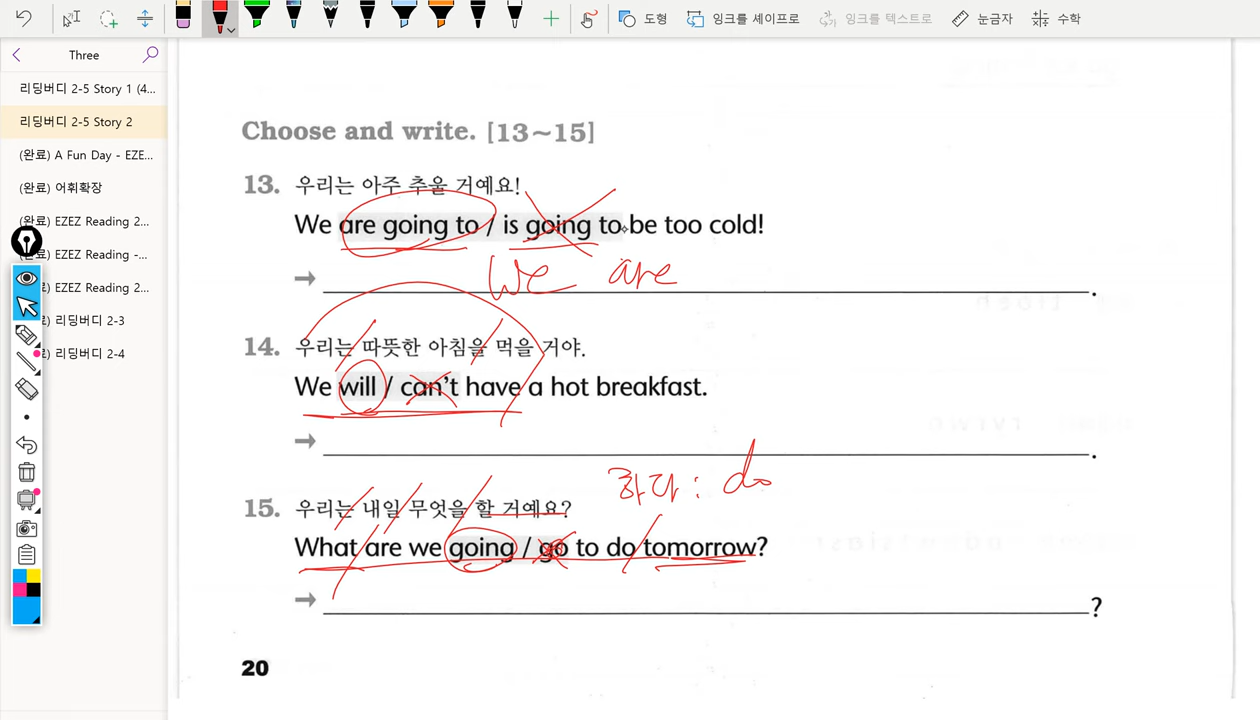 도형
잉크를 셰이프로
잉크를 텍스트로
눈금자
수학
Three
리딩버디 2-5 Story 1 (4...
리딩버디 2-5 Story 2
(완료) A Fun Day - EZE...
(완료) 어휘확장
(완료) EZEZ Reading 2...
EZEZ Reading -...
EZEZ Reading 2...
리딩버디 2-3
리딩버디 2-4
Choose and write. [13~15]
13. 우리는 아주 추울 거예요!
We are going to / is going to be too cold!
→ We are .
14. 우리는 따뜻한 아침을 먹을 거야.
We will / can't have a hot breakfast.
→ .
하다 : do
15. 우리는 내일 무엇을 할 거예요?
What are we going / go to do tomorrow?
→ ?
20